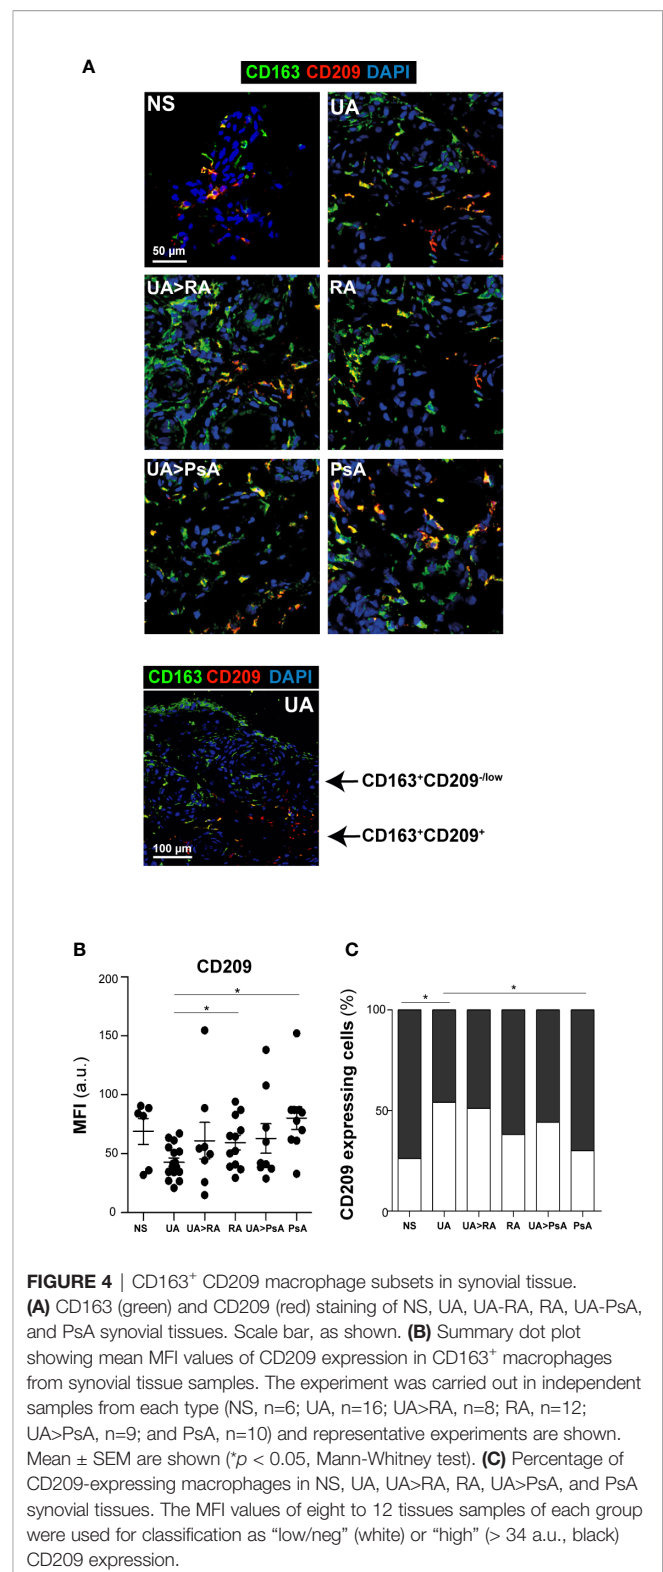 A
CD163 CD209 DAPI
NS
UA
50 µm
UA>RA
RA
UA>PsA
PsA
CD163 CD209 DAPI
UA
CD163⁺CD209⁻/ˡᵒʷ
CD163⁺CD209⁺
100 µm
B
CD209
MFI (a.u.)
200
150
100
50
0
*
*
NS UA UA>RA RA UA>PsA PsA
C
CD209 expressing cells (%)
100
50
0
*
*
NS UA UA>RA RA UA>PsA PsA
FIGURE 4 | CD163⁺ CD209 macrophage subsets in synovial tissue.
(A) CD163 (green) and CD209 (red) staining of NS, UA, UA-RA, RA, UA-PsA,
and PsA synovial tissues. Scale bar, as shown. (B) Summary dot plot
showing mean MFI values of CD209 expression in CD163⁺ macrophages
from synovial tissue samples. The experiment was carried out in independent
samples from each type (NS, n=6; UA, n=16; UA>RA, n=8; RA, n=12;
UA>PsA, n=9; and PsA, n=10) and representative experiments are shown.
Mean ± SEM are shown (*p < 0.05, Mann-Whitney test). (C) Percentage of
CD209-expressing macrophages in NS, UA, UA>RA, RA, UA>PsA, and PsA
synovial tissues. The MFI values of eight to 12 tissues samples of each group
were used for classification as “low/neg” (white) or “high” (> 34 a.u., black)
CD209 expression.